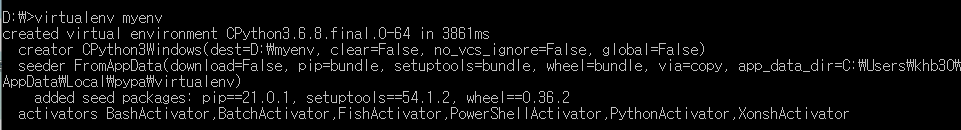 D:\>virtualenv myenv
created virtual environment CPython3.6.8.final.0-64 in 3861ms
  creator CPython3Windows(dest=D:₩myenv, clear=False, no_vcs_ignore=False, global=False)
  seeder FromAppData(download=False, pip=bundle, setuptools=bundle, wheel=bundle, via=copy, app_data_dir=C:₩Users₩khb30₩
AppData₩Local₩pypa₩virtualenv)
    added seed packages: pip==21.0.1, setuptools==54.1.2, wheel==0.36.2
  activators BashActivator,BatchActivator,FishActivator,PowerShellActivator,PythonActivator,XonshActivator